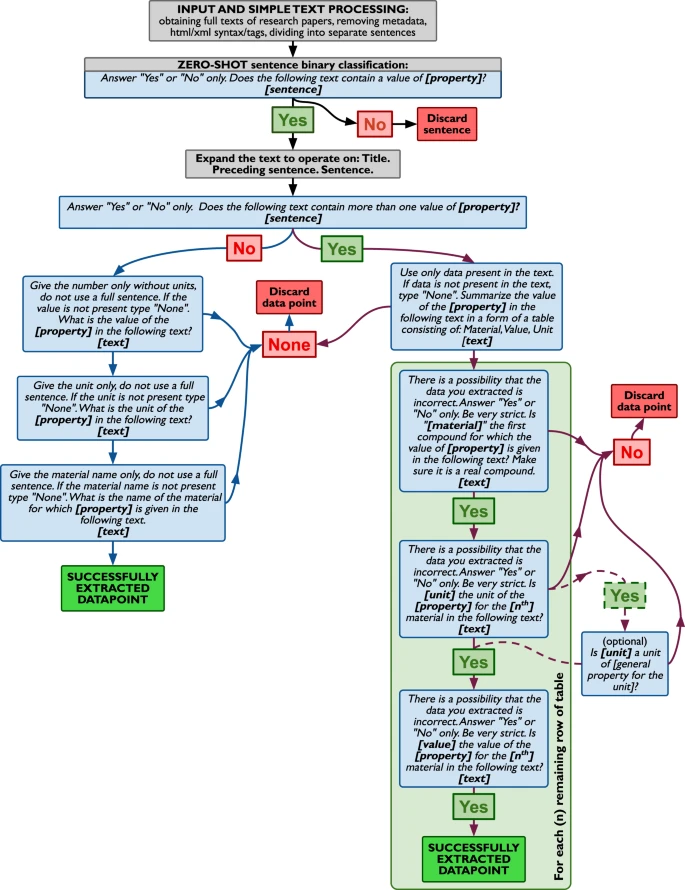 INPUT AND SIMPLE TEXT PROCESSING:
obtaining full texts of research papers, removing metadata,
html/xml syntax/tags, dividing into separate sentences
ZERO-SHOT sentence binary classification:
Answer "Yes" or "No" only. Does the following text contain a value of [property]?
[sentence]
Yes
No
Discard
sentence
Expand the text to operate on: Title.
Preceding sentence. Sentence.
Answer "Yes" or "No" only. Does the following text contain more than one value of [property]?
[sentence]
No
Yes
Give the number only without units,
do not use a full sentence. If the
value is not present type "None".
What is the value of the
[property] in the following text?
[text]
Give the unit only, do not use a full
sentence. If the unit is not present type
"None". What is the unit of the
[property] in the following text?
[text]
Give the material name only, do not use a full
sentence. If the material name is not present
type "None". What is the name of the material
for which [property] is given in the
following text.
[text]
SUCCESSFULLY
EXTRACTED
DATAPOINT
Discard
data point
None
Use only data present in the text.
If data is not present in the text,
type "None". Summarize the value
of the [property] in the
following text in a form of a table
consisting of: Material, Value, Unit
[text]
There is a possibility that the
data you extracted is
incorrect. Answer "Yes" or
"No" only. Be very strict. Is
"[material]" the first
compound for which the
value of [property] is given
in the following text? Make
sure it is a real compound.
[text]
Yes
There is a possibility that the
data you extracted is
incorrect. Answer "Yes" or
"No" only. Be very strict. Is
[unit] the unit of the
[property] for the [nth]
material in the following text?
[text]
Yes
There is a possibility that the
data you extracted is
incorrect. Answer "Yes" or
"No" only. Be very strict. Is
[value] the value of the
[property] for the [nth]
material in the following text?
[text]
Yes
SUCCESSFULLY
EXTRACTED
DATAPOINT
For each (n) remaining row of table
Discard
data point
No
Yes
(optional)
Is [unit] a unit
of [general
property for the
unit]?